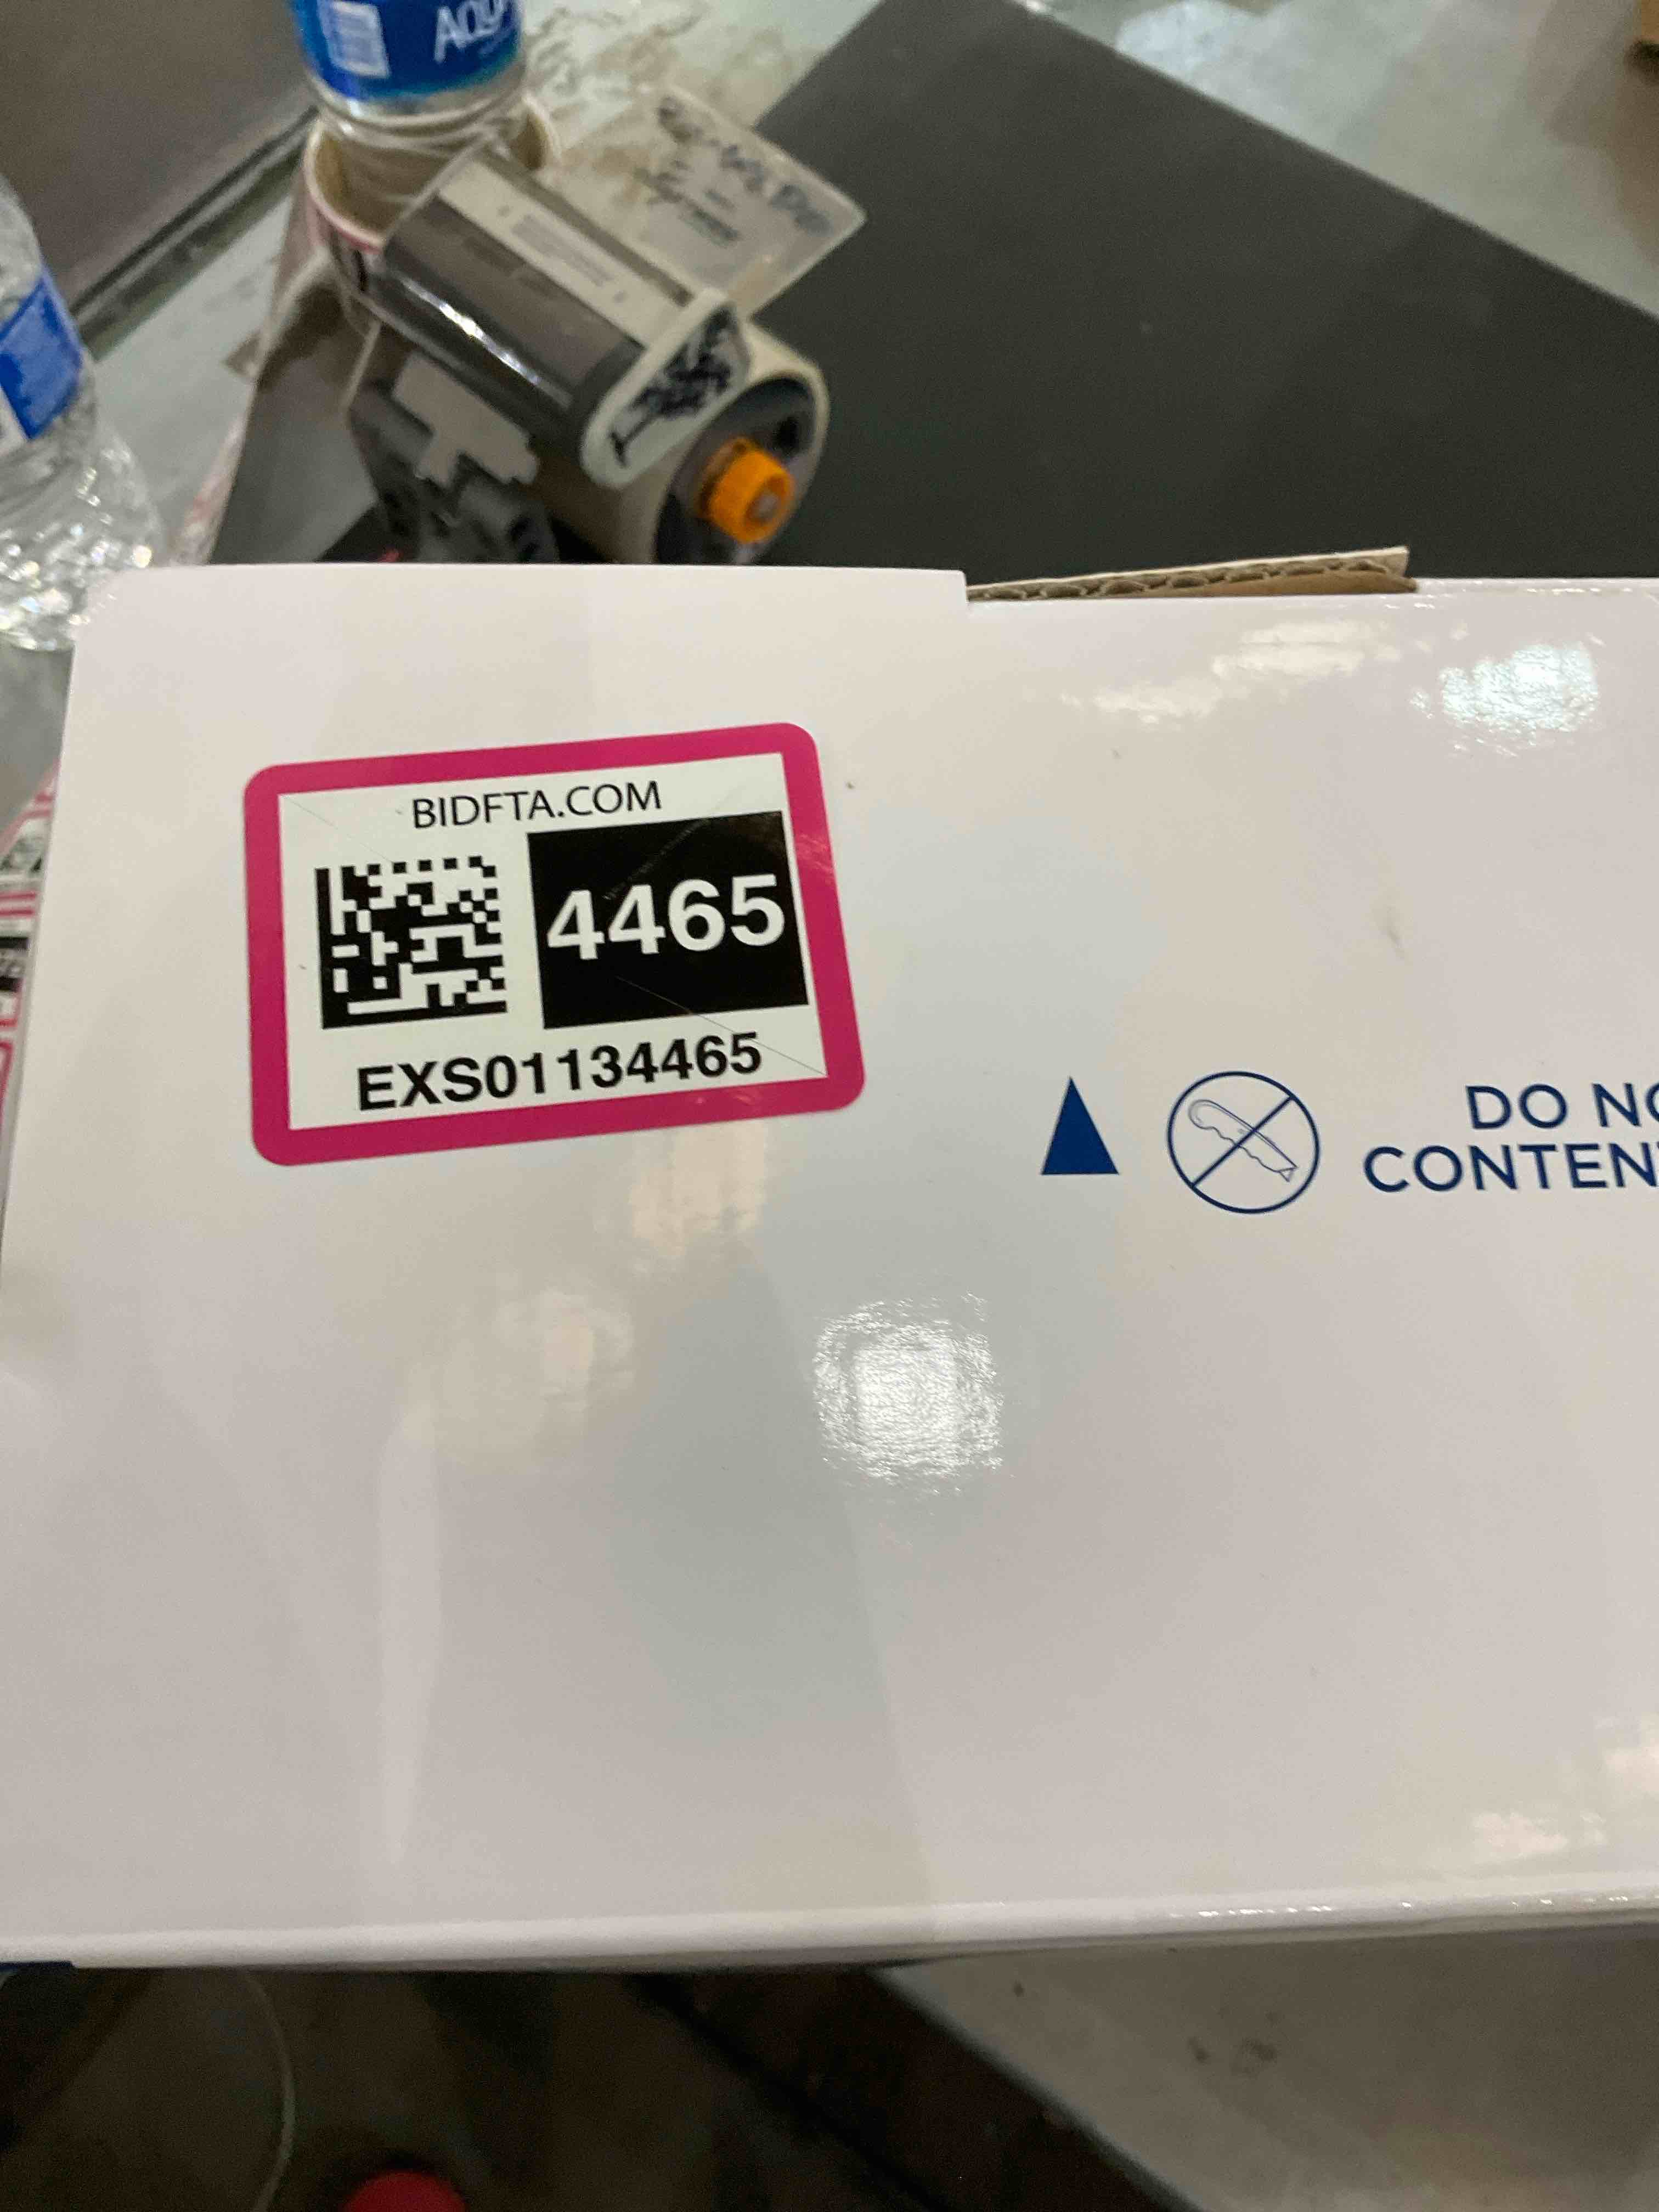 BIDFTA.COM
4465
EXS01134465
DO NO
CONTEN